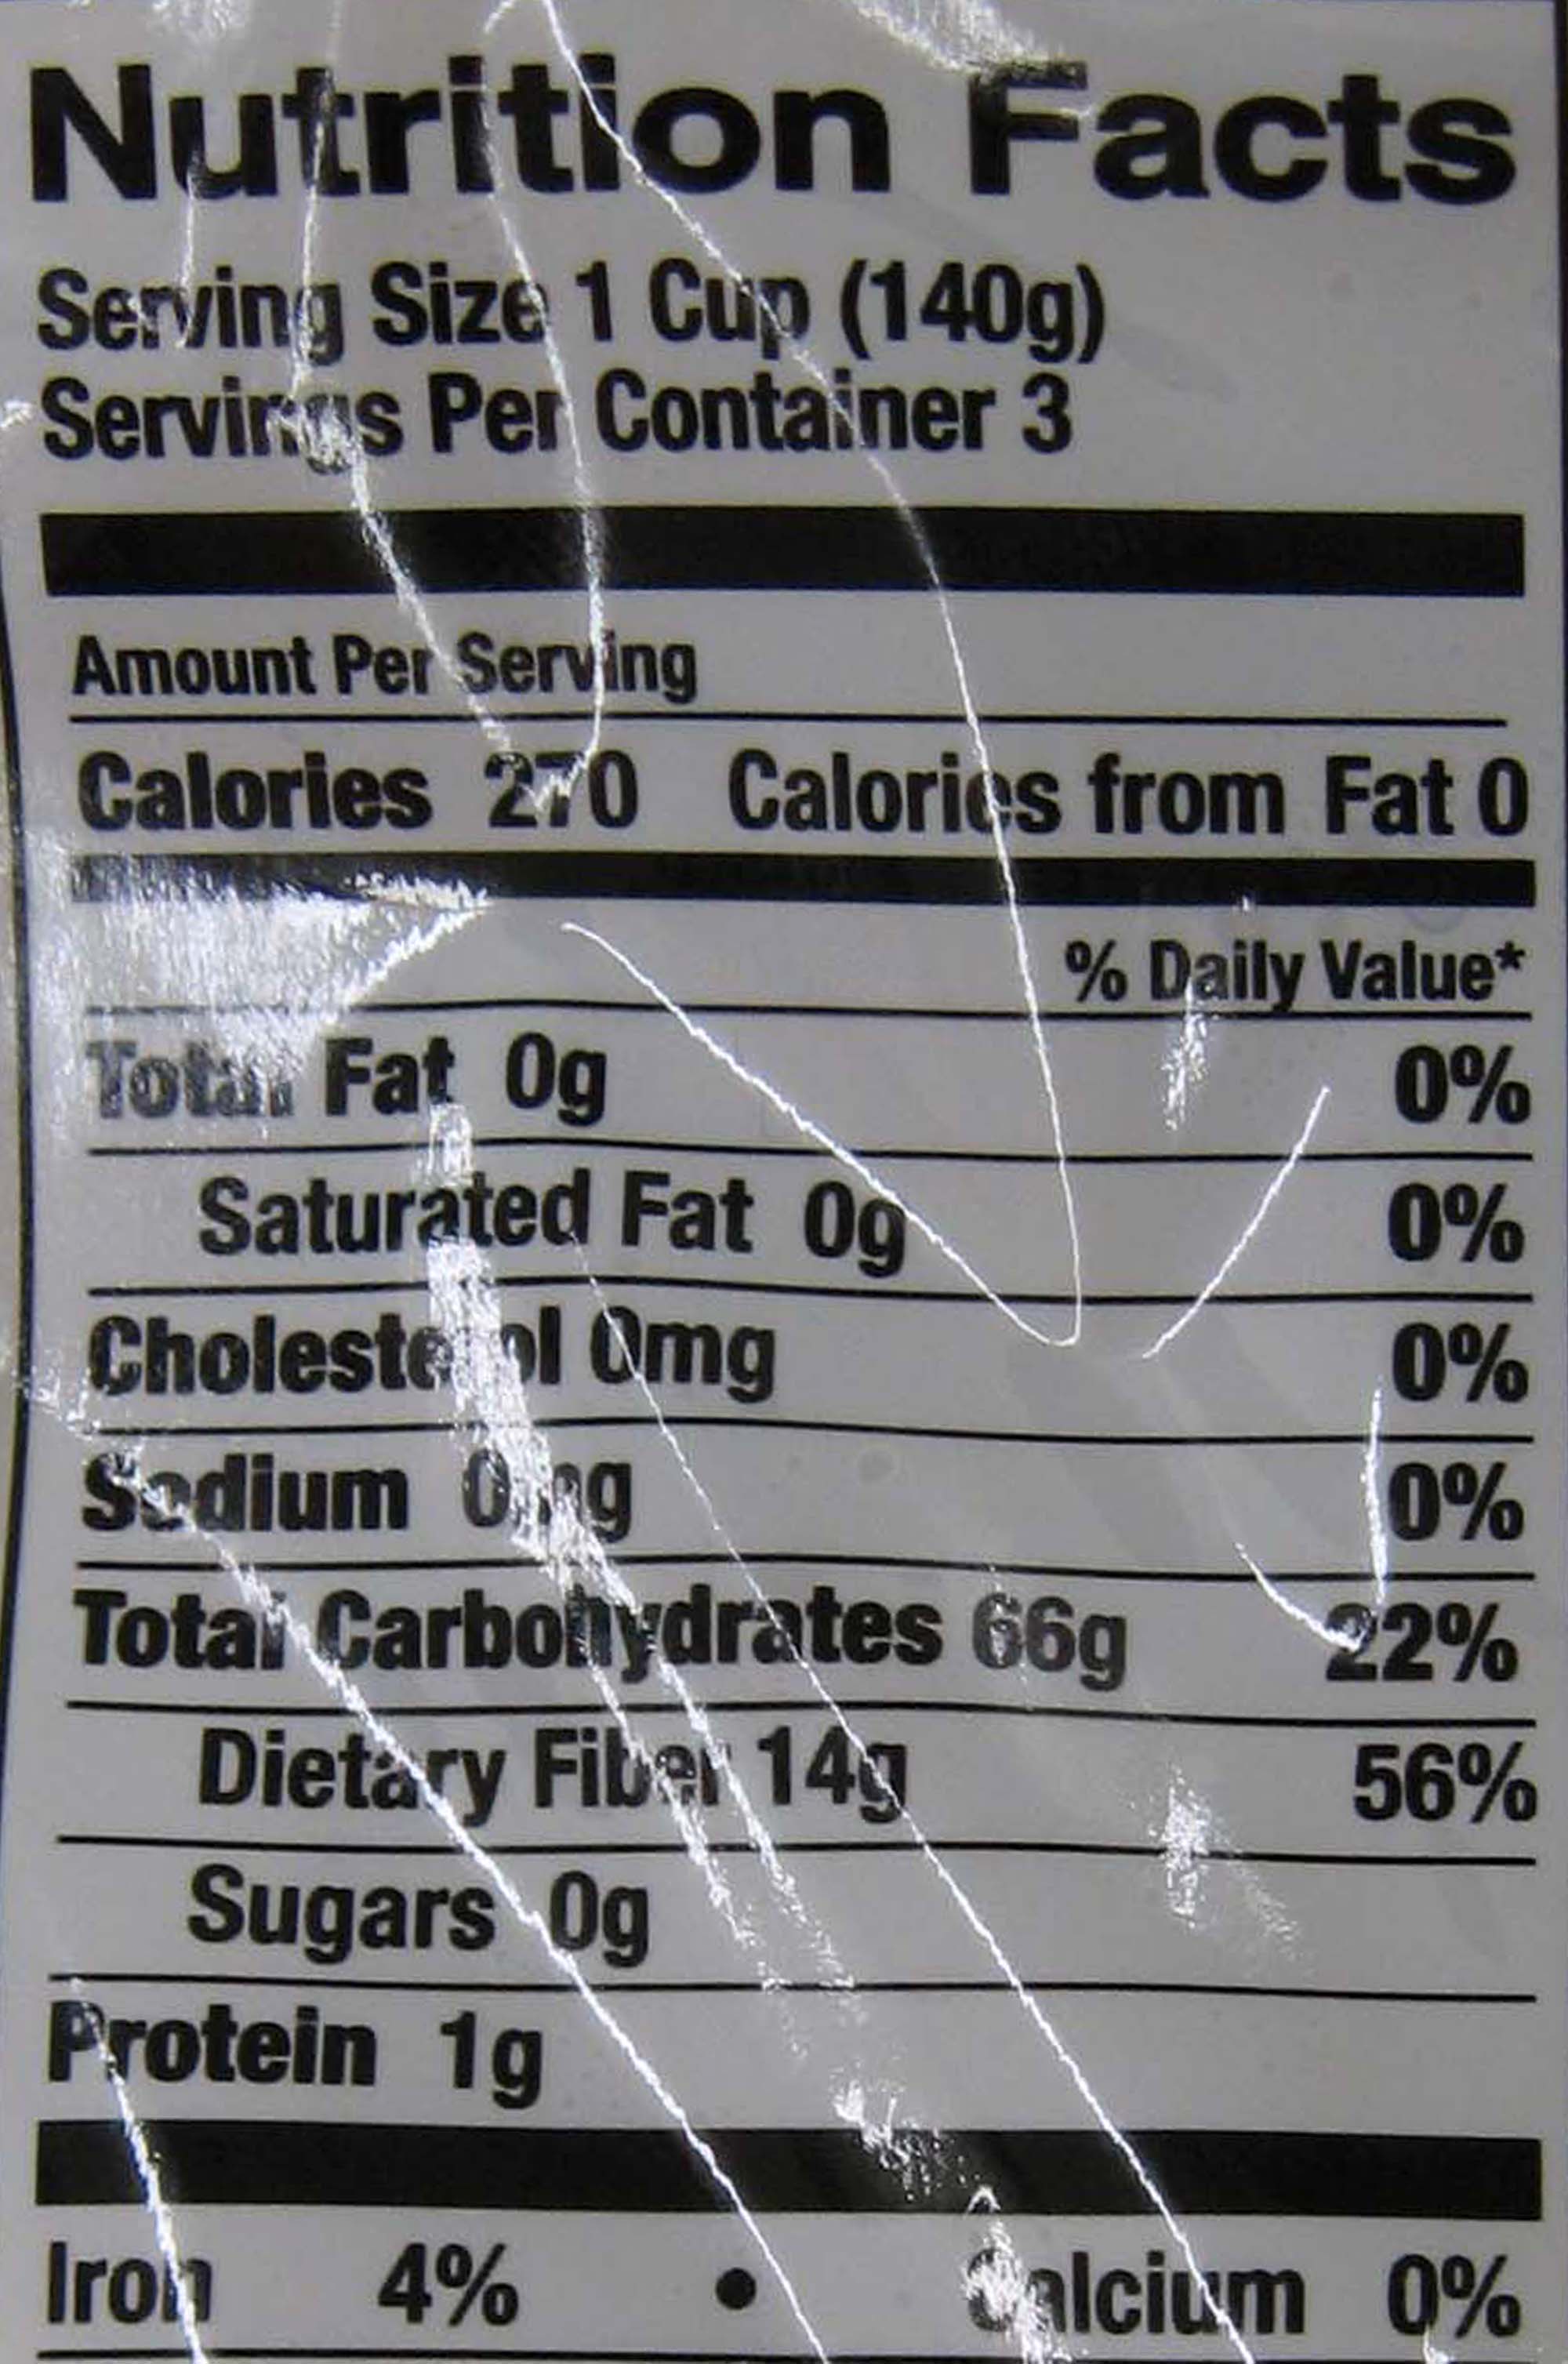 Nutrition Facts
Serving Size 1 Cup (140g)
Servings Per Container 3
Amount Per Serving
Calories 270 Calories from Fat 0
% Daily Value*
Total Fat 0g 0%
Saturated Fat 0g 0%
Cholesterol 0mg 0%
Sodium 0mg 0%
Total Carbohydrates 66g 22%
Dietary Fiber 14g 56%
Sugars 0g
Protein 1g
Iron 4% • Calcium 0%